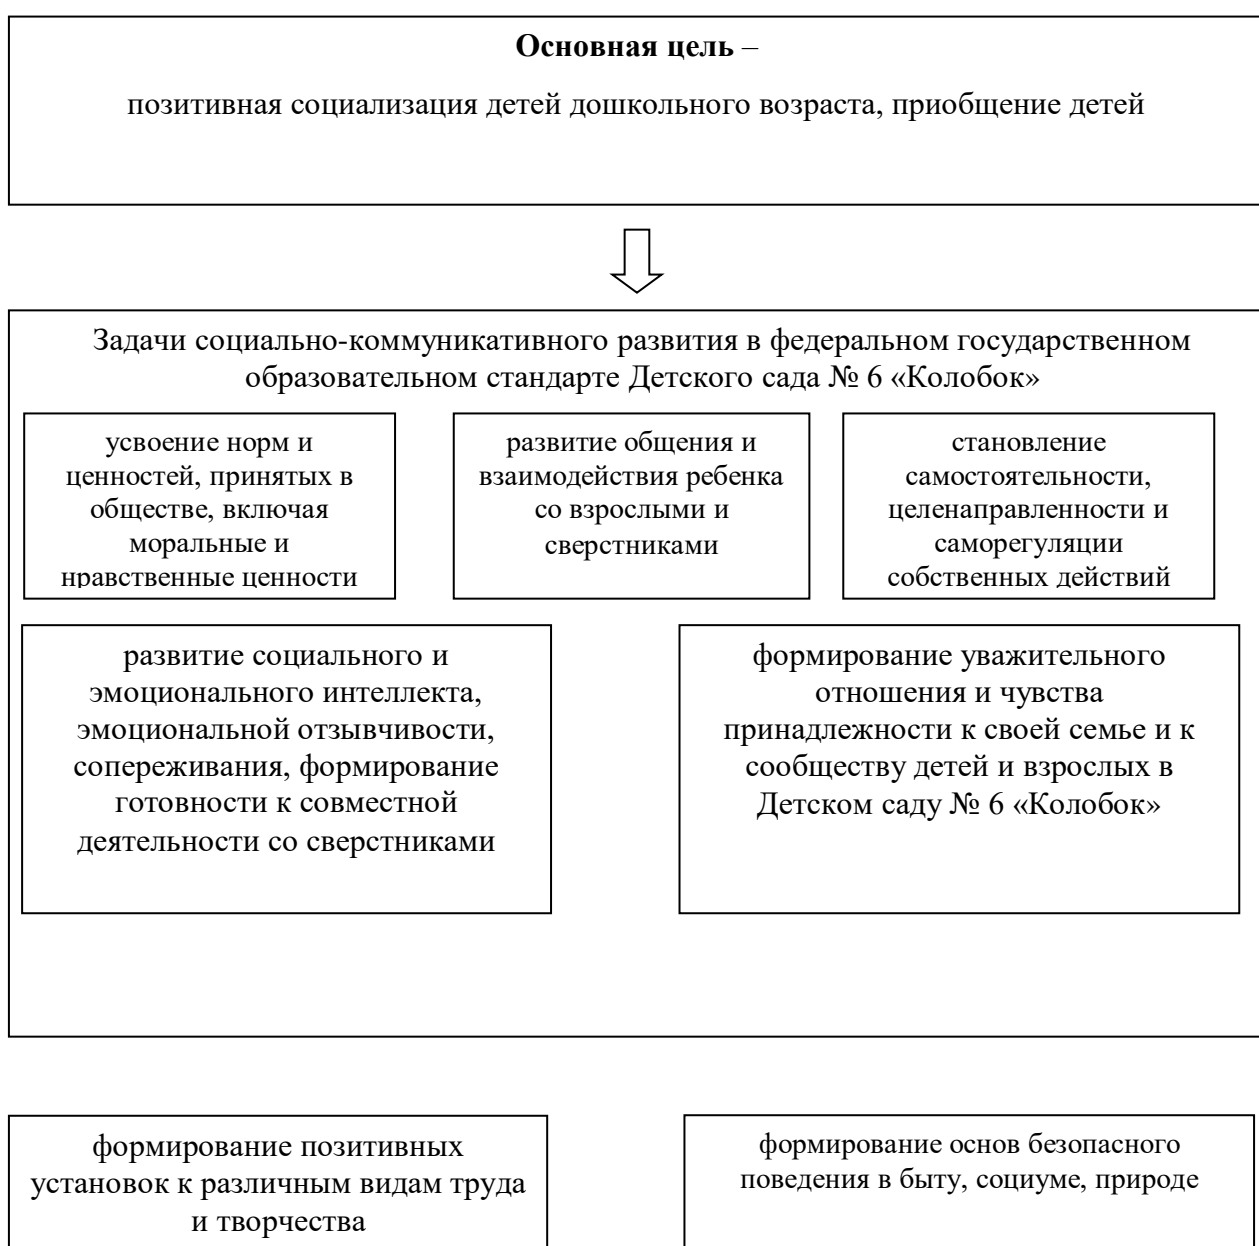 Основная цель –
позитивная социализация детей дошкольного возраста, приобщение детей
Задачи социально-коммуникативного развития в федеральном государственном
образовательном стандарте Детского сада № 6 «Колобок»
усвоение норм и
ценностей, принятых в
обществе, включая
моральные и
нравственные ценности
развитие общения и
взаимодействия ребенка
со взрослыми и
сверстниками
становление
самостоятельности,
целенаправленности и
саморегуляции
собственных действий
развитие социального и
эмоционального интеллекта,
эмоциональной отзывчивости,
сопереживания, формирование
готовности к совместной
деятельности со сверстниками
формирование уважительного
отношения и чувства
принадлежности к своей семье и к
сообществу детей и взрослых в
Детском саду № 6 «Колобок»
формирование позитивных
установок к различным видам труда
и творчества
формирование основ безопасного
поведения в быту, социуме, природе